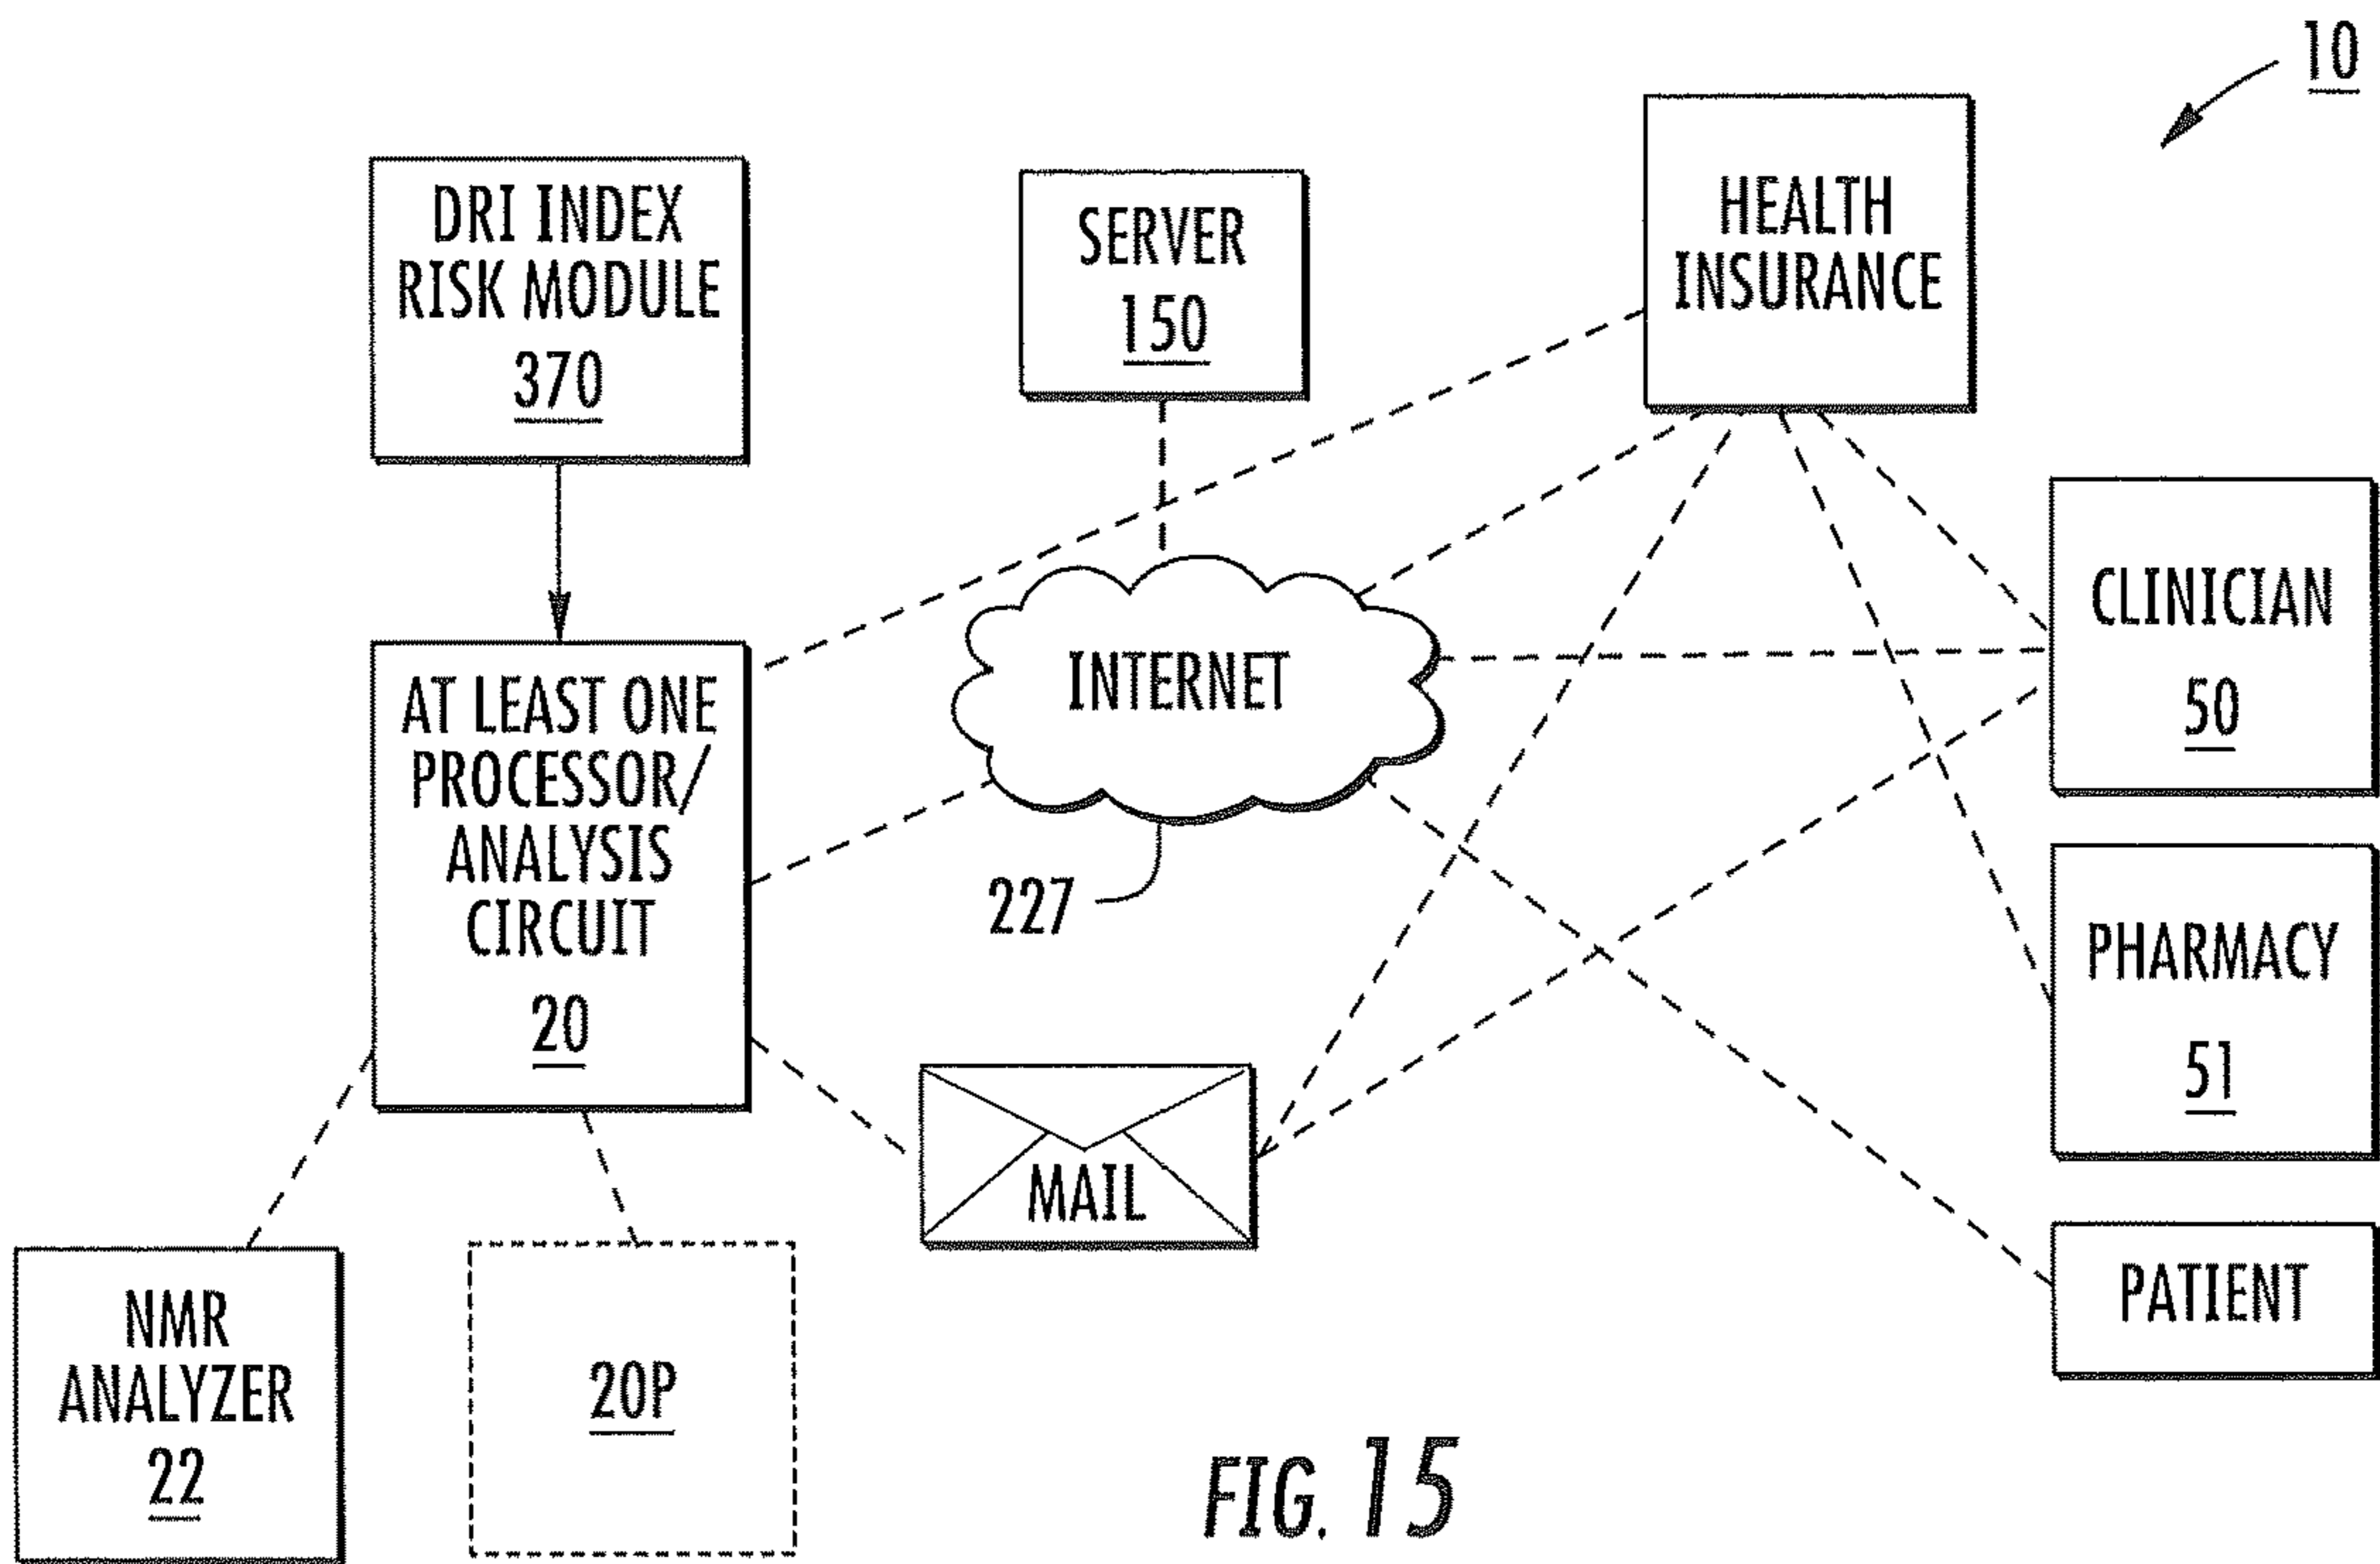 10
DRI INDEX
RISK MODULE
370
SERVER
150
HEALTH
INSURANCE
AT LEAST ONE
PROCESSOR/
ANALYSIS
CIRCUIT
20
INTERNET
227
CLINICIAN
50
PHARMACY
51
MAIL
PATIENT
NMR
ANALYZER
22
20P
FIG. 15